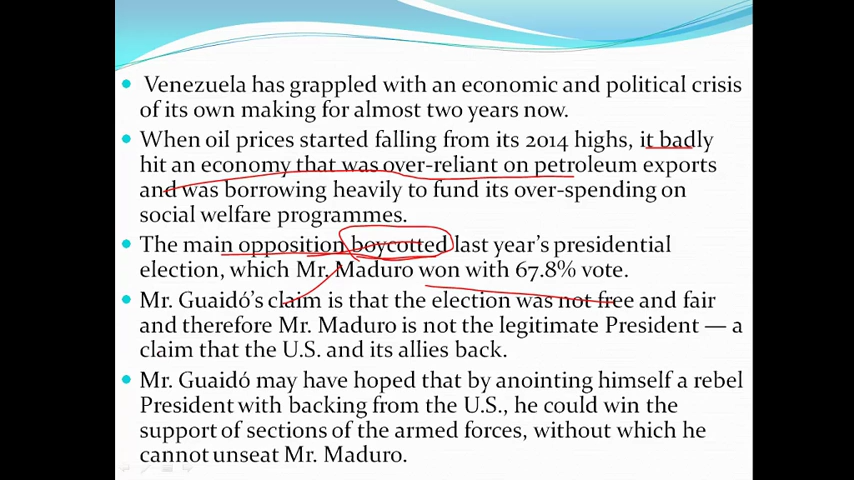 Venezuela has grappled with an economic and political crisis
of its own making for almost two years now.
When oil prices started falling from its 2014 highs, it badly
hit an economy that was over-reliant on petroleum exports
and was borrowing heavily to fund its over-spending on
social welfare programmes.
The main opposition boycotted last year's presidential
election, which Mr. Maduro won with 67.8% vote.
Mr. Guaidó's claim is that the election was not free and fair
and therefore Mr. Maduro is not the legitimate President — a
claim that the U.S. and its allies back.
Mr. Guaidó may have hoped that by anointing himself a rebel
President with backing from the U.S., he could win the
support of sections of the armed forces, without which he
cannot unseat Mr. Maduro.